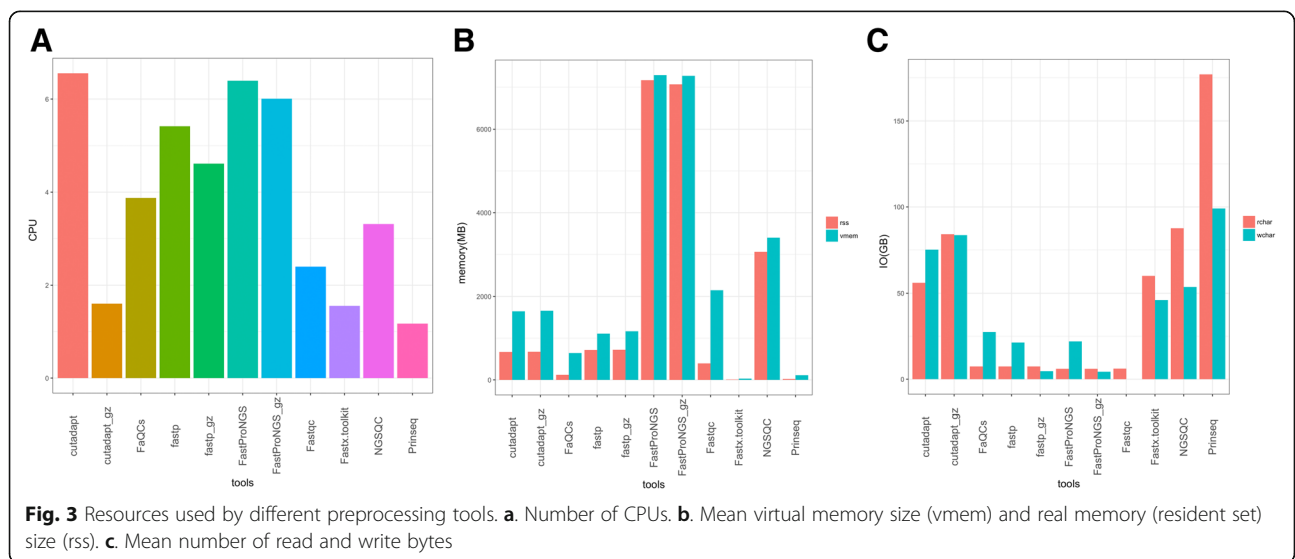 A
B
C
CPU
6
4
2
0
cutadapt
cutadapt_gz
FaQCs
fastp
fastp_gz
FastProNGS
FastProNGS_gz
Fastqc
Fastx.toolkit
NGSQC
Prinseq
tools
memory(MB)
6000
4000
2000
0
cutadapt
cutadapt_gz
FaQCs
fastp
fastp_gz
FastProNGS
FastProNGS_gz
Fastqc
Fastx.toolkit
NGSQC
Prinseq
tools
rss
vmem
IO(GB)
150
100
50
0
cutadapt
cutadapt_gz
FaQCs
fastp
fastp_gz
FastProNGS
FastProNGS_gz
Fastqc
Fastx.toolkit
NGSQC
Prinseq
tools
rchar
wchar
Fig. 3 Resources used by different preprocessing tools. a. Number of CPUs. b. Mean virtual memory size (vmem) and real memory (resident set)
size (rss). c. Mean number of read and write bytes